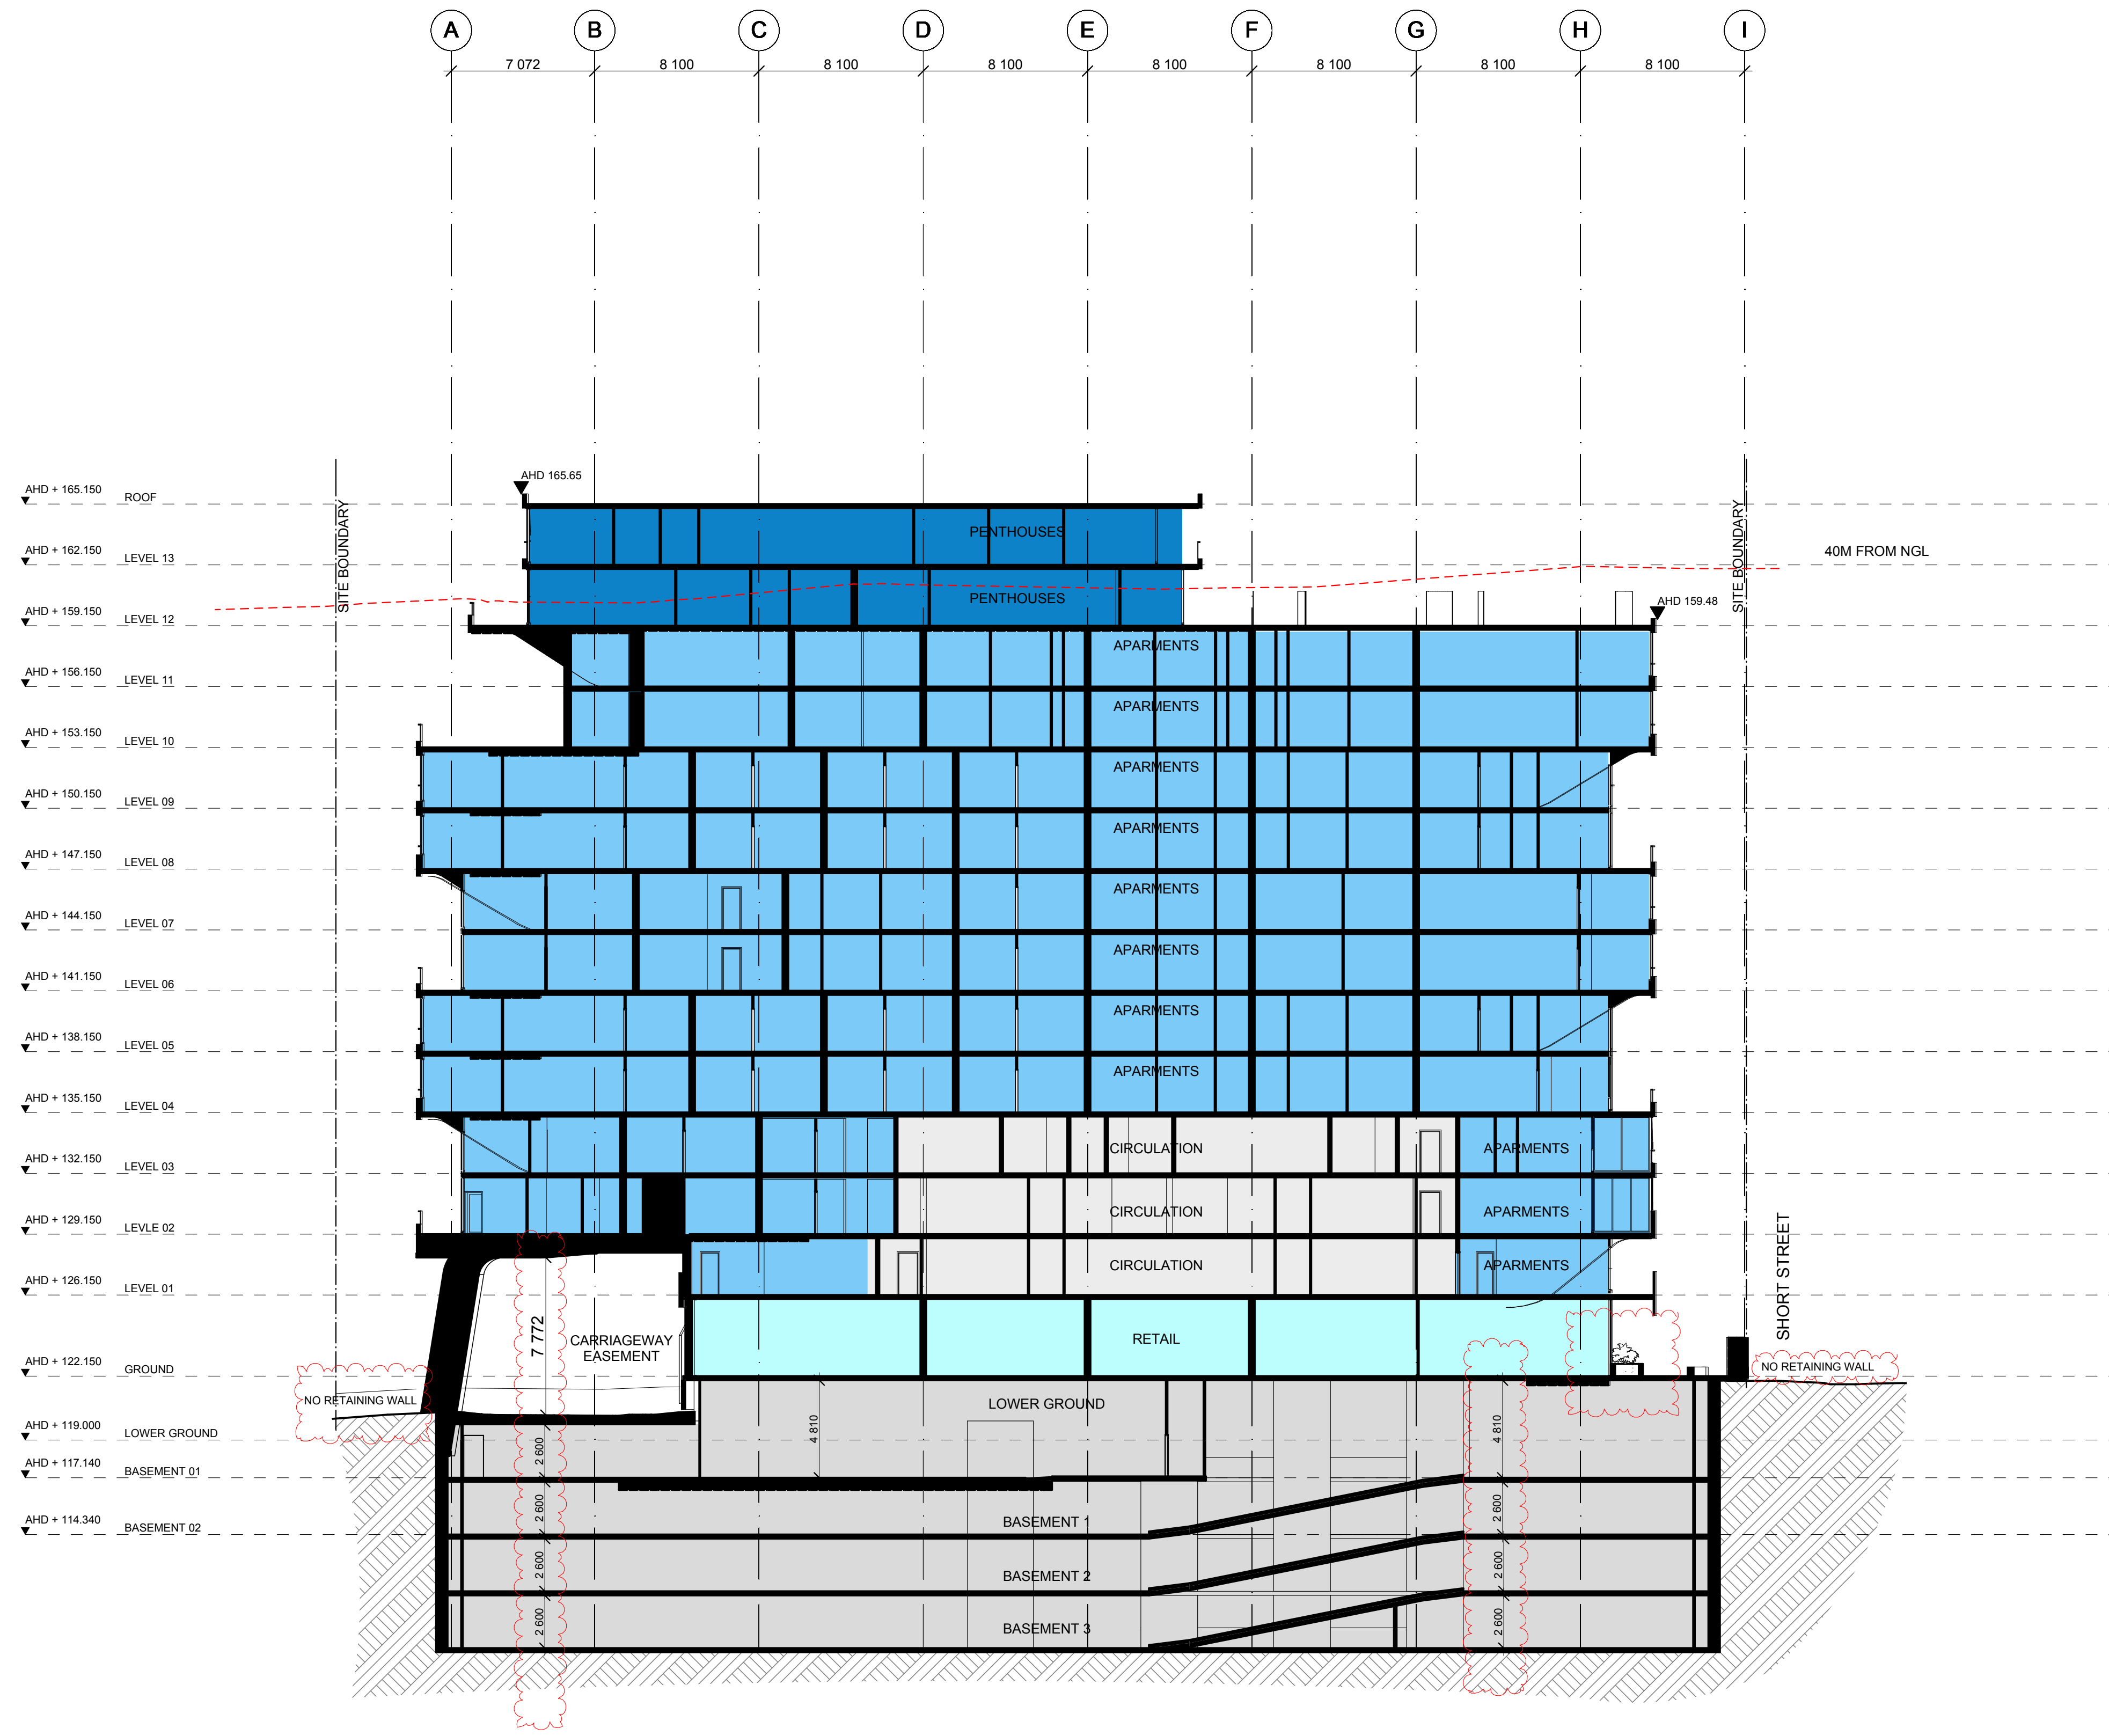 A B C D E F G H I
7 072 8 100 8 100 8 100 8 100 8 100 8 100 8 100
AHD 165.65
AHD + 165.150 ROOF
SITE BOUNDARY
SITE BOUNDARY
PENTHOUSES
AHD + 162.150 LEVEL 13
40M FROM NGL
PENTHOUSES
AHD + 159.150 LEVEL 12
AHD 159.48
APARMENTS
AHD + 156.150 LEVEL 11
APARMENTS
AHD + 153.150 LEVEL 10
APARMENTS
AHD + 150.150 LEVEL 09
APARMENTS
AHD + 147.150 LEVEL 08
APARMENTS
AHD + 144.150 LEVEL 07
APARMENTS
AHD + 141.150 LEVEL 06
APARMENTS
AHD + 138.150 LEVEL 05
APARMENTS
AHD + 135.150 LEVEL 04
CIRCULATION APARMENTS
AHD + 132.150 LEVEL 03
CIRCULATION APARMENTS
AHD + 129.150 LEVLE 02
CIRCULATION APARMENTS
SHORT STREET
AHD + 126.150 LEVEL 01
7 772
CARRIAGEWAY
EASEMENT
RETAIL
AHD + 122.150 GROUND
NO RETAINING WALL
NO RETAINING WALL
LOWER GROUND
AHD + 119.000 LOWER GROUND
2 600
4 810
4 810
AHD + 117.140 BASEMENT 01
2 600
2 600
BASEMENT 1
AHD + 114.340 BASEMENT 02
2 600
2 600
BASEMENT 2
2 600
2 600
BASEMENT 3